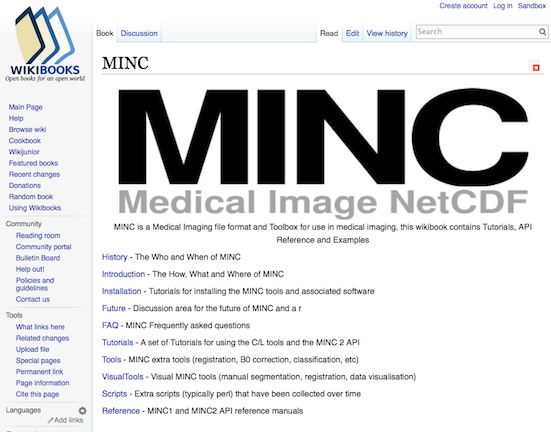 Create account Log in Sandbox
Book Discussion Read Edit View history Search
WIKIBOOKS
Open books for an open world
MINC
MINC
Medical Image NetCDF
MINC is a Medical Imaging file format and Toolbox for use in medical imaging, this wikibook contains Tutorials, API
Reference and Examples
History - The Who and When of MINC
Introduction - The How, What and Where of MINC
Installation - Tutorials for installing the MINC tools and associated software
Future - Discussion area for the future of MINC and a r
FAQ - MINC Frequently asked questions
Tutorials - A set of Tutorials for using the C/L tools and the MINC 2 API
Tools - MINC extra tools (registration, B0 correction, classification, etc)
VisualTools - Visual MINC tools (manual segmentation, registration, data visualisation)
Scripts - Extra scripts (typically perl) that have been collected over time
Reference - MINC1 and MINC2 API reference manuals
Main Page
Help
Browse wiki
Cookbook
Wikijunior
Featured books
Recent changes
Donations
Random book
Using Wikibooks
Community
Reading room
Community portal
Bulletin Board
Help out!
Policies and
guidelines
Contact us
Tools
What links here
Related changes
Upload file
Special pages
Permanent link
Page information
Cite this page
Languages
Add links